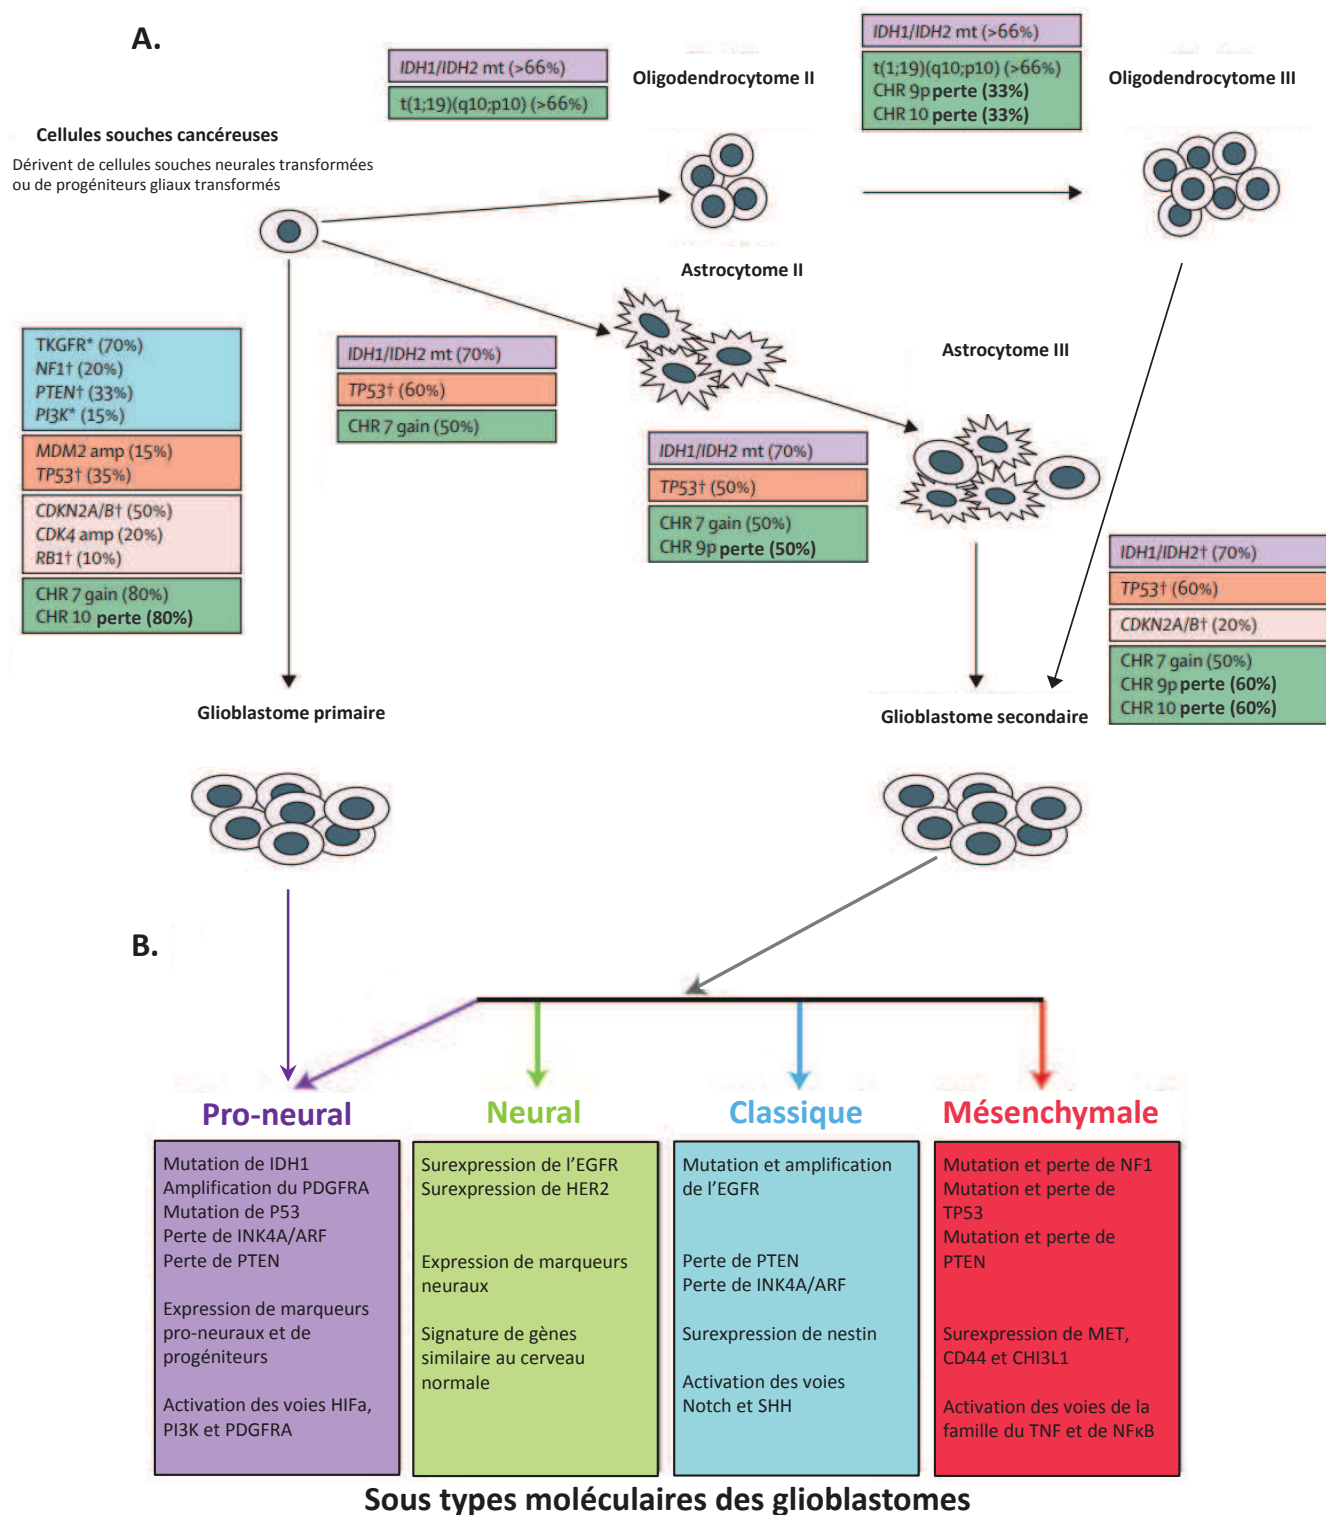 A.
IDH1/IDH2 mt (>66%)
t(1;19)(q10;p10) (>66%)
Oligodendrocytome II
IDH1/IDH2 mt (>66%)
t(1;19)(q10;p10) (>66%)
CHR 9p perte (33%)
CHR 10 perte (33%)
Oligodendrocytome III
Cellules souches cancéreuses
Dérivent de cellules souches neurales transformées
ou de progéniteurs gliaux transformés
Astrocytome II
TKGFR* (70%)
NF1† (20%)
PTEN† (33%)
PI3K* (15%)
MDM2 amp (15%)
TP53† (35%)
CDKN2A/B† (50%)
CDK4 amp (20%)
RB1† (10%)
CHR 7 gain (80%)
CHR 10 perte (80%)
IDH1/IDH2 mt (70%)
TP53† (60%)
CHR 7 gain (50%)
Astrocytome III
IDH1/IDH2 mt (70%)
TP53† (50%)
CHR 7 gain (50%)
CHR 9p perte (50%)
IDH1/IDH2† (70%)
TP53† (60%)
CDKN2A/B† (20%)
CHR 7 gain (50%)
CHR 9p perte (60%)
CHR 10 perte (60%)
Glioblastome primaire
Glioblastome secondaire
B.
Pro-neural
Mutation de IDH1
Amplification du PDGFRA
Mutation de P53
Perte de INK4A/ARF
Perte de PTEN
Expression de marqueurs
pro-neuraux et de
progéniteurs
Activation des voies HIFa,
PI3K et PDGFRA
Neural
Surexpression de l'EGFR
Surexpression de HER2
Expression de marqueurs
neuraux
Signature de gènes
similaire au cerveau
normale
Classique
Mutation et amplification
de l'EGFR
Perte de PTEN
Perte de INK4A/ARF
Surexpression de nestin
Activation des voies
Notch et SHH
Mésenchymale
Mutation et perte de NF1
Mutation et perte de
TP53
Mutation et perte de
PTEN
Surexpression de MET,
CD44 et CHI3L1
Activation des voies de la
famille du TNF et de NFκB
Sous types moléculaires des glioblastomes